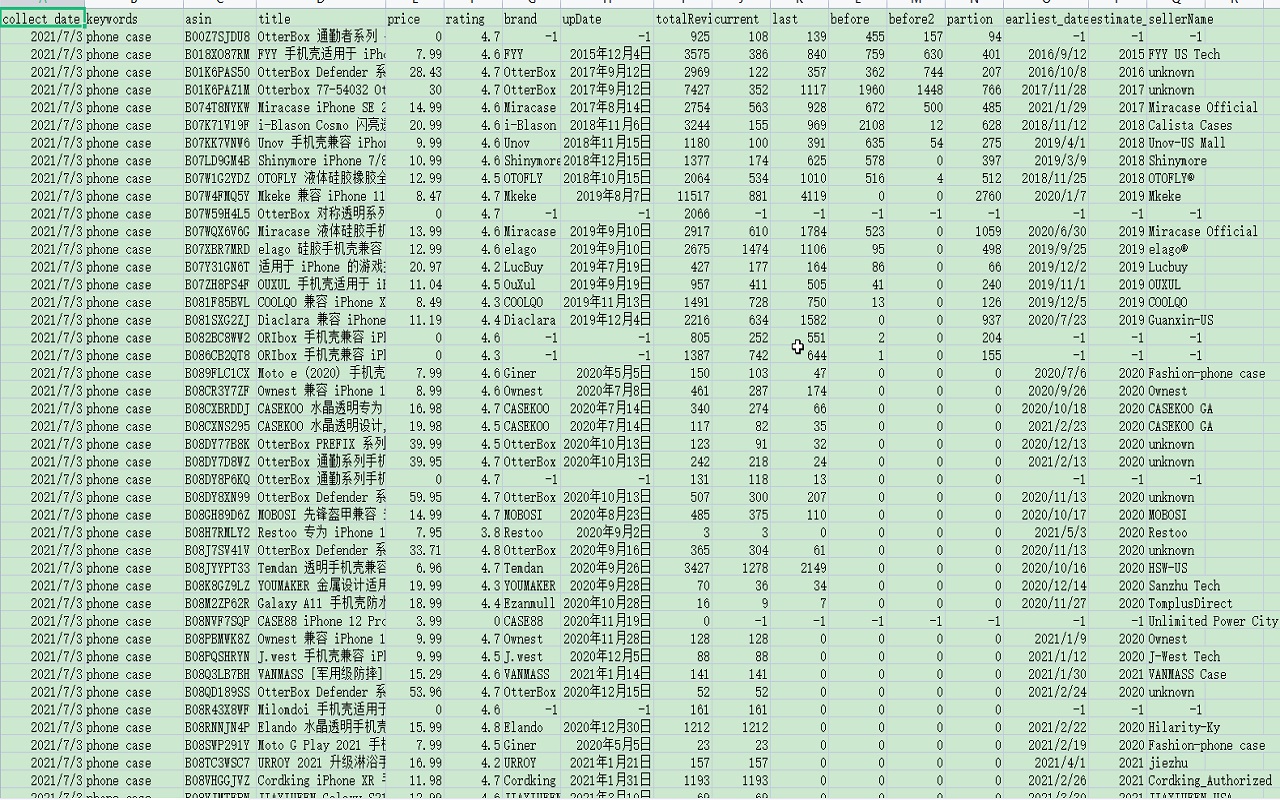 collect_date keywords asin title price rating brand upDate totalRevi current last before before2 partion earliest_date estimate_ sellerName
2021/7/3 phone case B00Z7SJDU8 OtterBox 通勤者系列 0 4.7 -1 -1 925 108 139 455 157 94 -1 -1 -1
2021/7/3 phone case B018XO87RM FYY 手机壳适用于 iPho 7.99 4.6 FYY 2015年12月4日 3575 386 840 759 630 401 2016/9/12 2015 FYY US Tech
2021/7/3 phone case B01K6PAS50 OtterBox Defender 系 28.43 4.7 OtterBox 2017年9月12日 2969 122 357 362 744 207 2016/10/8 2016 unknown
2021/7/3 phone case B01K6PAZ1M Otterbox 77-54032 Ot 30 4.7 OtterBox 2017年9月12日 7427 352 1117 1960 1448 766 2017/11/28 2017 unknown
2021/7/3 phone case B074T8NYKW Miracase iPhone SE 2 14.99 4.6 Miracase 2017年8月14日 2754 563 928 672 500 485 2021/1/29 2017 Miracase Official
2021/7/3 phone case B07K71V19F i-Blason Cosmo 闪亮 20.99 4.6 i-Blason 2018年11月6日 3244 155 969 2108 12 628 2018/11/12 2018 Calista Cases
2021/7/3 phone case B07KK7VNW6 Unov 手机壳兼容 iP 9.99 4.6 Unov 2018年11月15日 1180 100 391 635 54 275 2019/4/1 2018 Unov-US Mall
2021/7/3 phone case B07LD9GM4B Shinymore iPhone 7/8 10.99 4.6 Shinymore 2018年12月15日 1377 174 625 578 0 397 2019/3/9 2018 Shinymore
2021/7/3 phone case B07W1G2YDZ OTOFLY 液体硅胶橡胶全 12.99 4.5 OTOFLY 2018年10月15日 2064 534 1010 516 4 512 2018/11/25 2018 OTOFLY®
2021/7/3 phone case B07W4FMQ5Y Mkeke 兼容 iPhone 11 8.47 4.7 Mkeke 2019年8月7日 11517 881 4119 0 0 2760 2020/1/7 2019 Mkeke
2021/7/3 phone case B07W59H4L5 OtterBox 对称透明系列 0 4.7 -1 -1 2066 -1 -1 -1 -1 -1 -1 -1 -1
2021/7/3 phone case B07WQX6V6G Miracase 液体硅胶手机 13.99 4.6 Miracase 2019年9月10日 2917 610 1784 523 0 1059 2020/6/30 2019 Miracase Official
2021/7/3 phone case B07XBR7MRD elago 硅胶手机壳兼容 12.99 4.6 elago 2019年9月10日 2675 1474 1106 95 0 498 2019/9/25 2019 elago®
2021/7/3 phone case B07Y31GN6T 适用于 iPhone 的游戏 20.97 4.2 LucBuy 2019年7月19日 427 177 164 86 0 66 2019/12/2 2019 Lucbuy
2021/7/3 phone case B07ZH8PS4F OUXUL 手机壳适用于 iP 11.04 4.5 OuXul 2019年7月29日 957 411 505 41 0 240 2019/11/1 2019 OUXUL
2021/7/3 phone case B081F85BVL COOLQO 兼容 iPhone X 8.49 4.3 COOLQO 2019年11月13日 1491 728 750 13 0 126 2019/12/5 2019 COOLQO
2021/7/3 phone case B081SXG2ZJ Diaclara 兼容 iPhone 11.19 4.4 Diaclara 2019年12月4日 2216 634 1582 0 0 937 2020/7/23 2019 Guanxin-US
2021/7/3 phone case B082BC8WW2 ORIbox 手机壳兼容 iP 0 4.6 -1 -1 805 252 551 2 0 204 -1 -1 -1
2021/7/3 phone case B086CB2QT8 ORIbox 手机壳兼容 iP 0 4.3 -1 -1 1387 742 644 1 0 155 -1 -1 -1
2021/7/3 phone case B089FLC1CX Moto e (2020) 手机壳 7.99 4.6 Giner 2020年5月5日 150 103 47 0 0 0 2020/7/6 2020 Fashion-phone case
2021/7/3 phone case B08CR3Y7ZF Ownest 兼容 iPhone 1 8.99 4.6 Ownest 2020年7月8日 461 287 174 0 0 0 2020/9/26 2020 Ownest
2021/7/3 phone case B08CXBRDDJ CASEKOO 水晶透明专为 16.98 4.7 CASEKOO 2020年7月14日 340 274 66 0 0 0 2020/10/18 2020 CASEKOO GA
2021/7/3 phone case B08CXNS295 CASEKOO 水晶透明设计, 19.98 4.5 CASEKOO 2020年7月14日 117 82 35 0 0 0 2021/2/23 2020 CASEKOO GA
2021/7/3 phone case B08DY77B8K OtterBox PREFIX 系列 39.99 4.5 OtterBox 2020年10月13日 123 91 32 0 0 0 2020/12/13 2020 unknown
2021/7/3 phone case B08DY7D8WZ OtterBox 通勤系列手机 39.95 4.7 OtterBox 2020年10月13日 242 218 24 0 0 0 2021/2/13 2020 unknown
2021/7/3 phone case B08DY8P6KQ OtterBox 通勤系列手机 0 4.7 -1 -1 131 118 13 0 0 0 -1 -1 -1
2021/7/3 phone case B08DY8XN99 OtterBox Defender 系 59.95 4.7 OtterBox 2020年10月13日 507 300 207 0 0 0 2020/11/13 2020 unknown
2021/7/3 phone case B08GH89D6Z MOBOSI 先锋盔甲兼容 14.99 4.7 MOBOSI 2020年8月23日 485 375 110 0 0 0 2020/10/17 2020 MOBOSI
2021/7/3 phone case B08H7RMLY2 Restoo 专为 iPhone 1 7.95 3.8 Restoo 2020年9月2日 3 3 0 0 0 0 2021/5/3 2020 Restoo
2021/7/3 phone case B08J7SV41V OtterBox Defender 系 33.71 4.8 OtterBox 2020年9月16日 365 304 61 0 0 0 2020/11/13 2020 unknown
2021/7/3 phone case B08JYYPT33 Temdan 透明手机壳兼容 6.96 4.7 Temdan 2020年9月26日 3427 1278 2149 0 0 0 2020/10/16 2020 HSW-US
2021/7/3 phone case B08K8GZ9LZ YOUMAKER 金属设计适用 19.99 4.3 YOUMAKER 2020年9月28日 70 36 34 0 0 0 2020/12/14 2020 Sanzhu Tech
2021/7/3 phone case B08M2ZP62R Galaxy A11 手机壳防水 18.99 4.4 Ezanmull 2020年10月28日 16 9 7 0 0 0 2020/11/27 2020 TomplusDirect
2021/7/3 phone case B08NVF7SQP CASE88 iPhone 12 Pro 3.99 0 CASE88 2020年11月19日 0 -1 -1 -1 -1 -1 -1 -1 Unlimited Power City
2021/7/3 phone case B08PBMWK8Z Ownest 兼容 iPhone 1 9.99 4.7 Ownest 2020年11月28日 128 128 0 0 0 0 2021/1/9 2020 Ownest
2021/7/3 phone case B08PQSHRYN J.west 手机壳兼容 iP 9.99 4.5 J.west 2020年12月5日 88 88 0 0 0 0 2021/1/12 2020 J-West Tech
2021/7/3 phone case B08Q3LB7BH VANMASS [军用级防摔] 15.29 4.6 VANMASS 2021年1月14日 141 141 0 0 0 0 2021/1/30 2021 VANMASS Case
2021/7/3 phone case B08QD189SS OtterBox Defender 系 53.96 4.7 OtterBox 2020年12月15日 52 52 0 0 0 0 2021/2/24 2020 unknown
2021/7/3 phone case B08R43X8WF Milomdoi 手机壳适用于 0 4.6 -1 -1 161 161 0 0 0 0 -1 -1 -1
2021/7/3 phone case B08RNNJN4P Elando 水晶透明手机壳 15.99 4.8 Elando 2020年12月30日 1212 1212 0 0 0 0 2021/2/22 2020 Hilarity-Ky
2021/7/3 phone case B08SWP291Y Moto G Play 2021 手机 7.99 4.5 Giner 2020年5月5日 23 23 0 0 0 0 2021/2/19 2020 Fashion-phone case
2021/7/3 phone case B08TC3WSC7 URROY 2021 升级淋浴手 16.99 4.2 URROY 2021年1月21日 157 157 0 0 0 0 2021/4/1 2021 jiezhu
2021/7/3 phone case B08VHGGJVZ Cordking iPhone XR 手 11.98 4.7 Cordking 2021年1月31日 1193 1193 0 0 0 0 2021/2/26 2021 Cordking_Authorized